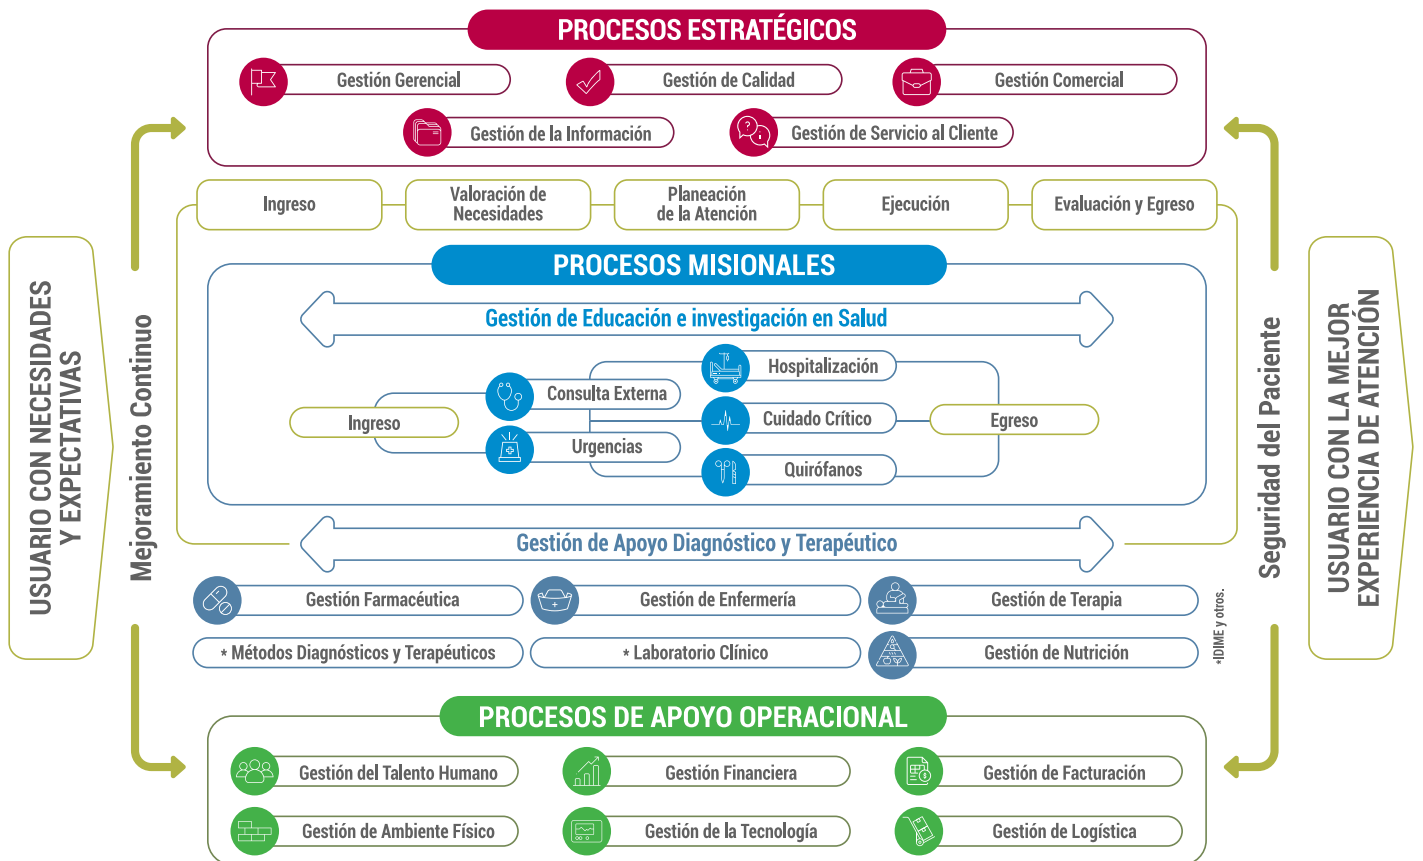 PROCESOS ESTRATÉGICOS
Gestión Gerencial
Gestión de Calidad
Gestión Comercial
Gestión de la Información
Gestión de Servicio al Cliente
Ingreso
Valoración de
Necesidades
Planeación
de la Atención
Ejecución
Evaluación y Egreso
USUARIO CON NECESIDADES
Y EXPECTATIVAS
Mejoramiento Continuo
PROCESOS MISIONALES
Gestión de Educación e investigación en Salud
Ingreso
Consulta Externa
Urgencias
Hospitalización
Cuidado Crítico
Quirófanos
Egreso
Gestión de Apoyo Diagnóstico y Terapéutico
Gestión Farmacéutica
Gestión de Enfermería
Gestión de Terapia
* Métodos Diagnósticos y Terapéuticos
* Laboratorio Clínico
Gestión de Nutrición
*IDIME y otros.
Seguridad del Paciente
USUARIO CON LA MEJOR
EXPERIENCIA DE ATENCIÓN
PROCESOS DE APOYO OPERACIONAL
Gestión del Talento Humano
Gestión Financiera
Gestión de Facturación
Gestión de Ambiente Físico
Gestión de la Tecnología
Gestión de Logística